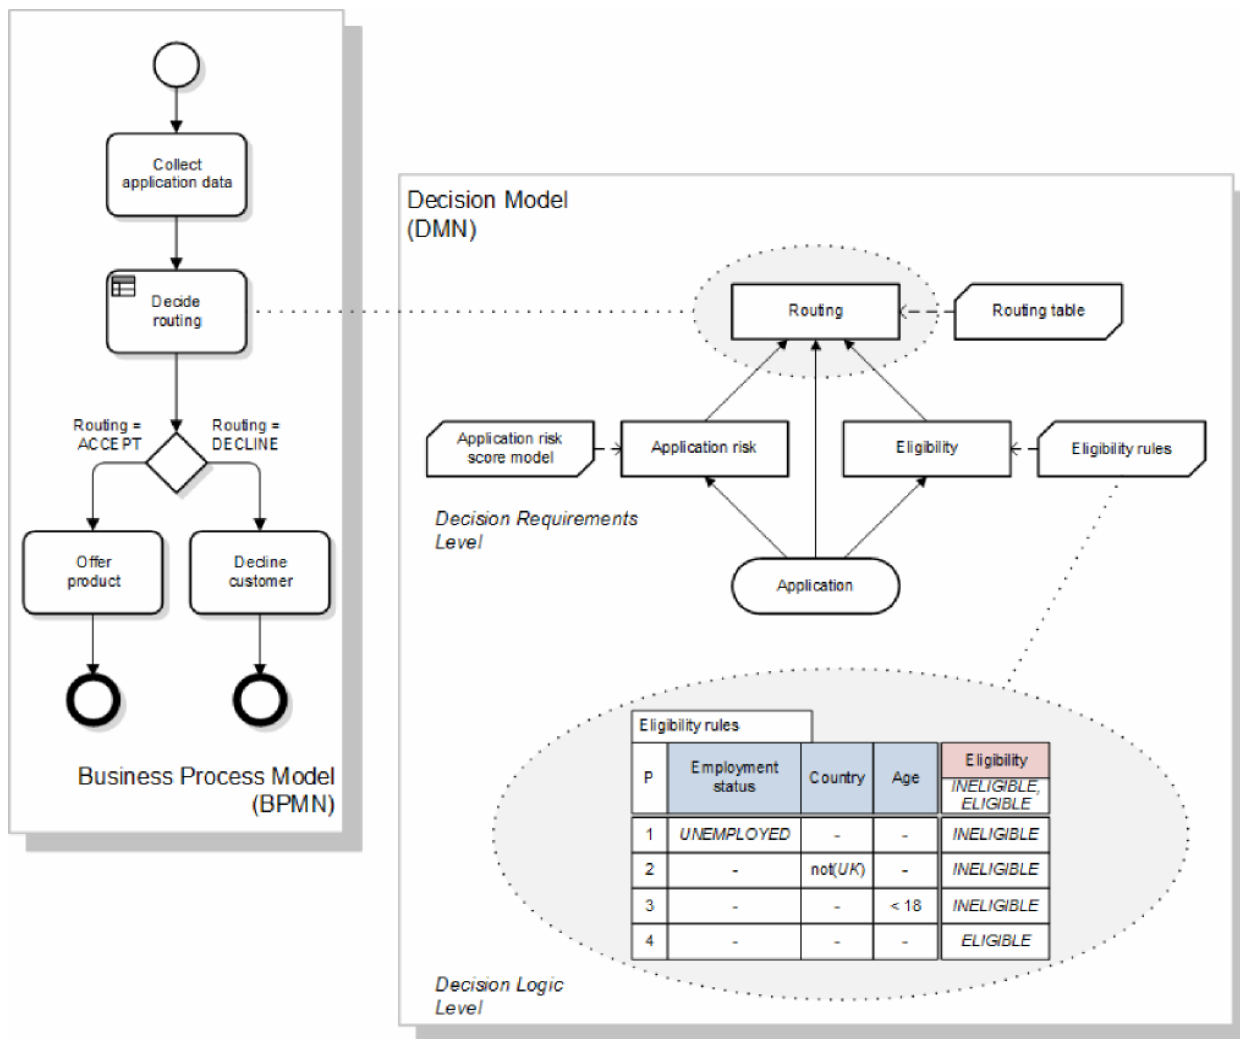 Collect
application data
Decide
routing
Routing =
ACCEPT
Routing =
DECLINE
Offer
product
Decline
customer
Business Process Model
(BPMN)
Decision Model
(DMN)
Routing
Routing table
Application risk
score model
Application risk
Eligibility
Eligibility rules
Decision Requirements
Level
Application
Eligibility rules
P
Employment
status
Country
Age
Eligibility
INELIGIBLE,
ELIGIBLE
1 UNEMPLOYED - - INELIGIBLE
2 - not(UK) - INELIGIBLE
3 - - < 18 INELIGIBLE
4 - - - ELIGIBLE
Decision Logic
Level